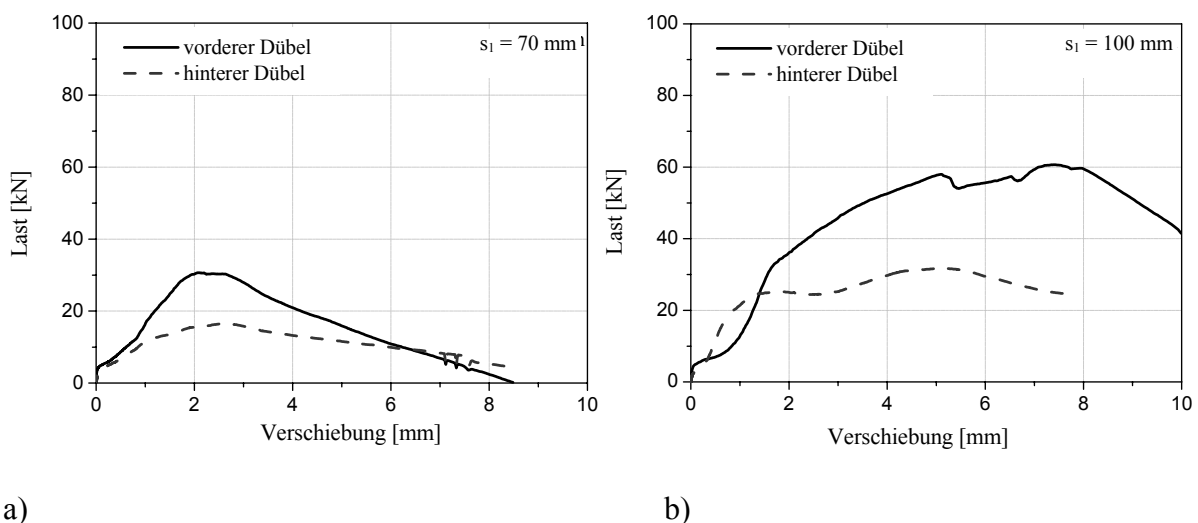 100
80
60
40
20
0
Last [kN]
vorderer Dübel
hinterer Dübel
s₁ = 70 mm
0 2 4 6 8 10
Verschiebung [mm]
a)
100
80
60
40
20
0
Last [kN]
vorderer Dübel
hinterer Dübel
s₁ = 100 mm
0 2 4 6 8 10
Verschiebung [mm]
b)